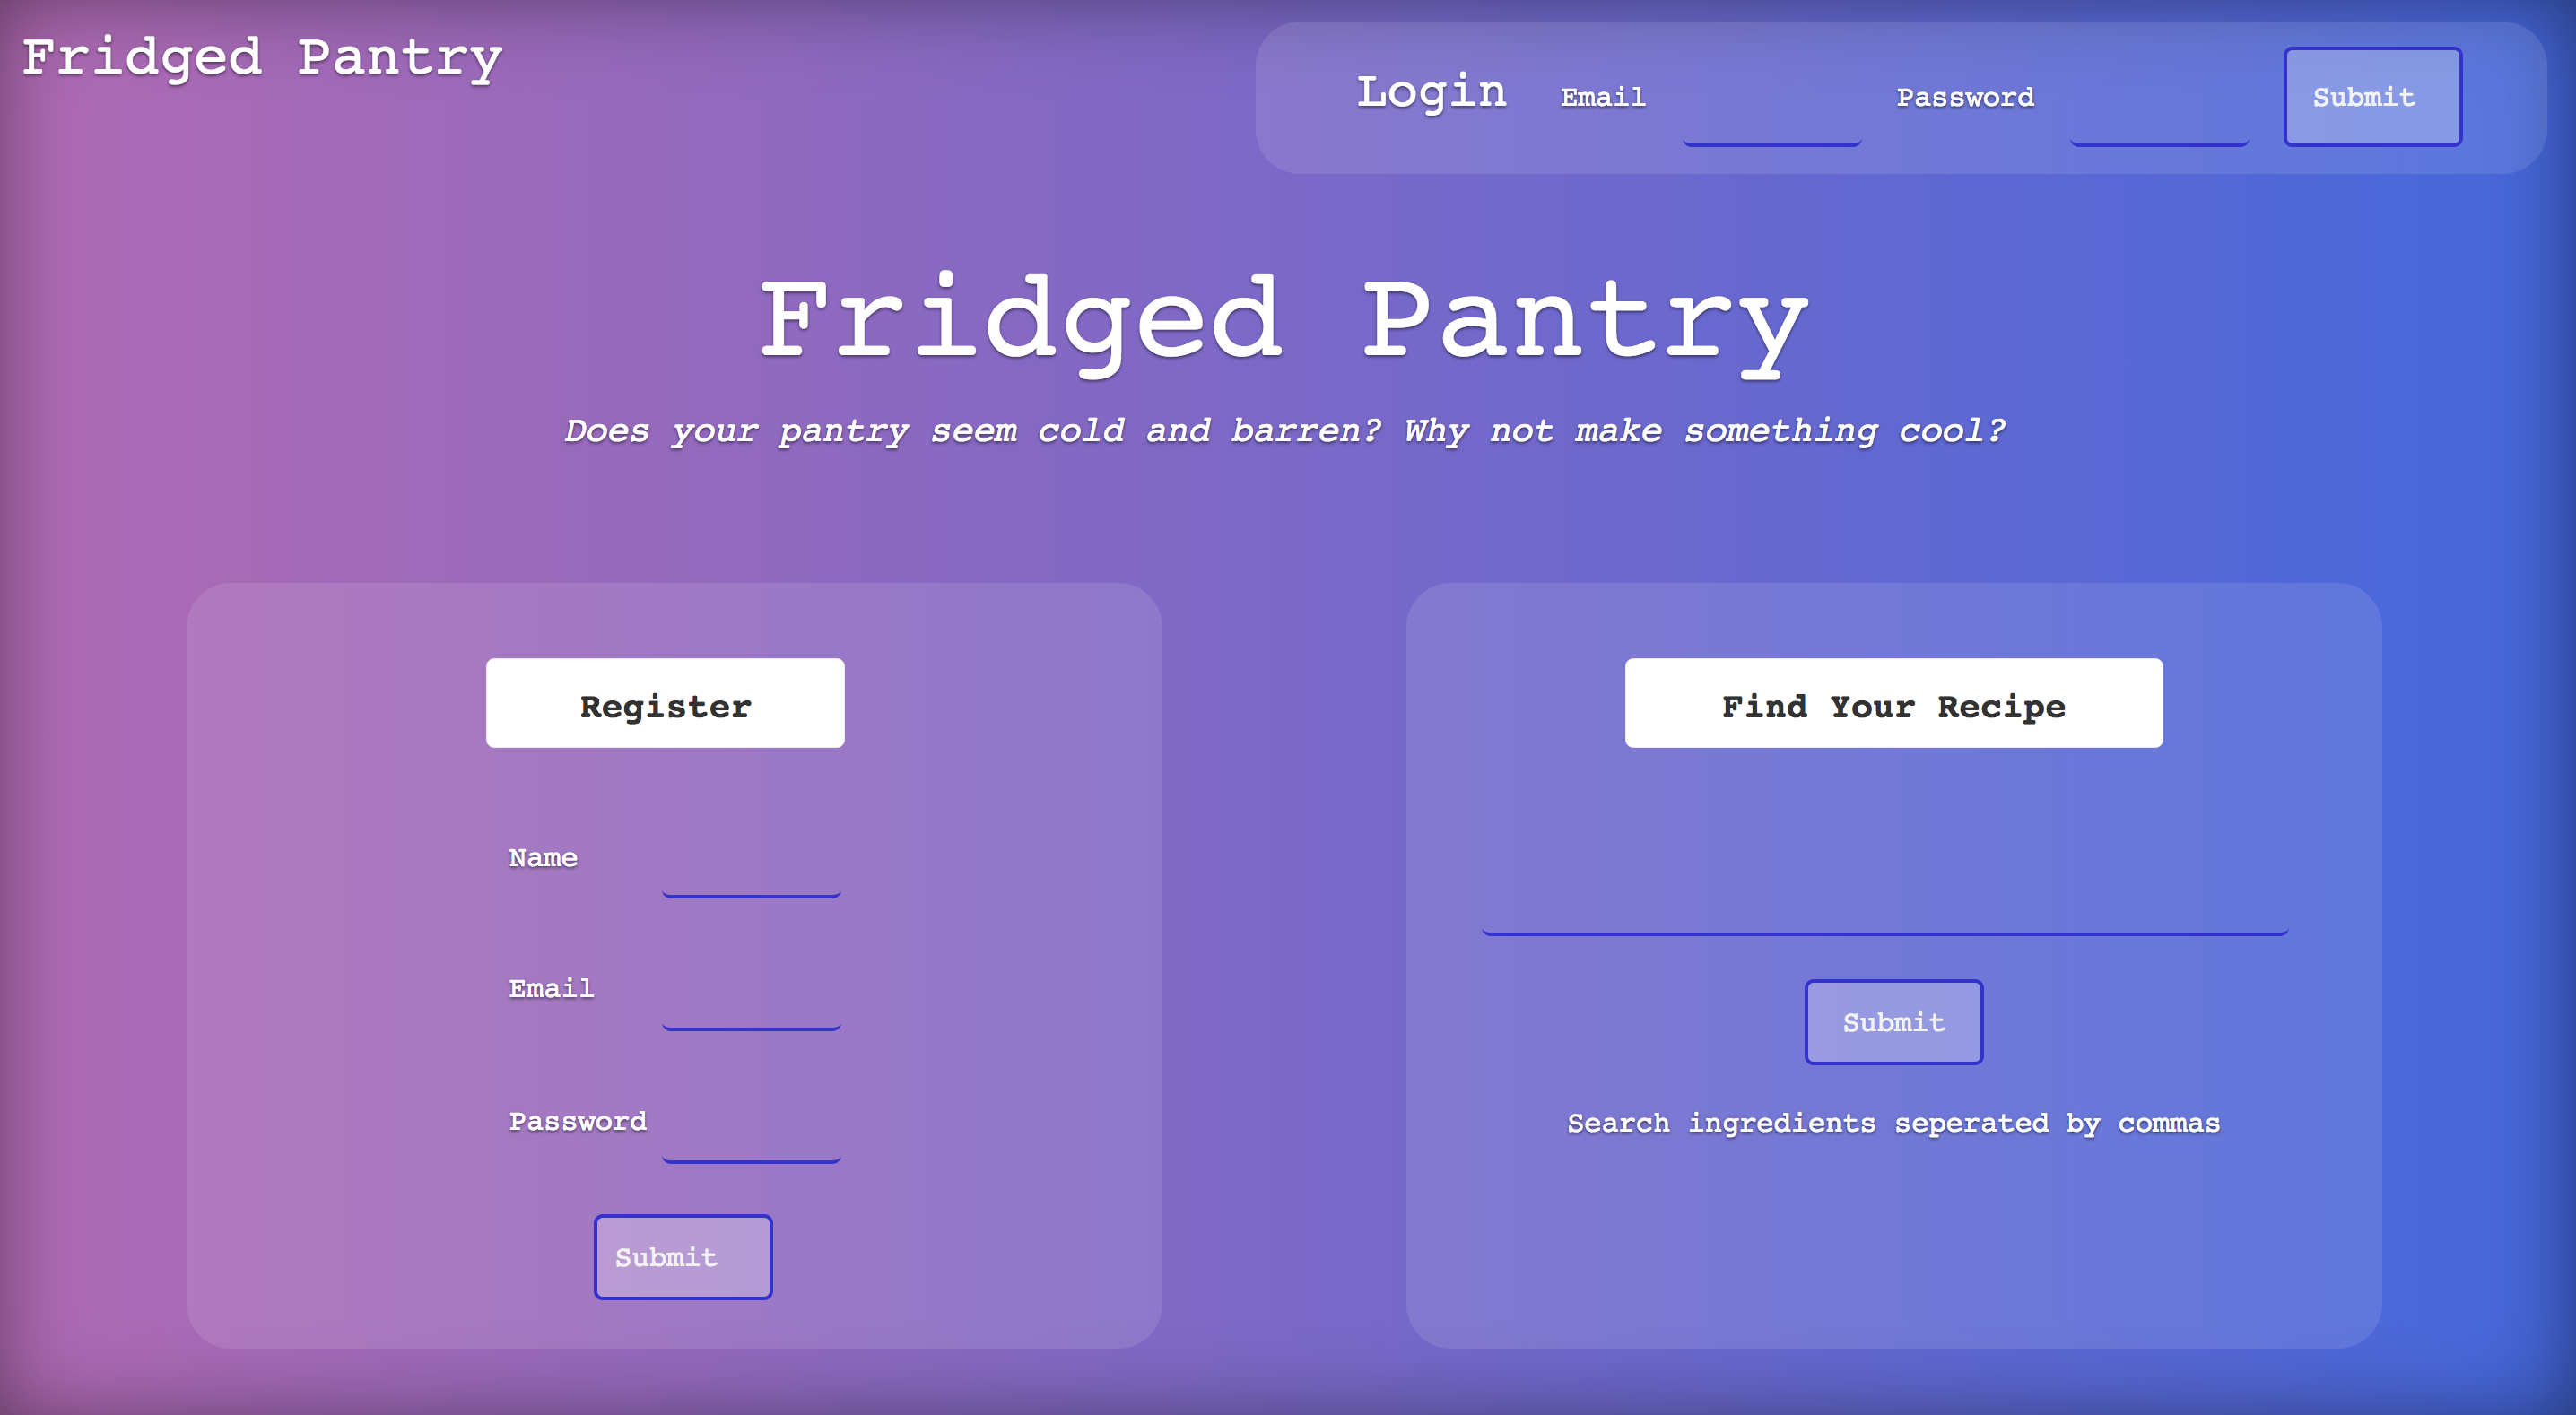 Fridged Pantry
Login Email Password Submit
Fridged Pantry
Does your pantry seem cold and barren? Why not make something cool?
Register
Name
Email
Password
Submit
Find Your Recipe
Submit
Search ingredients seperated by commas